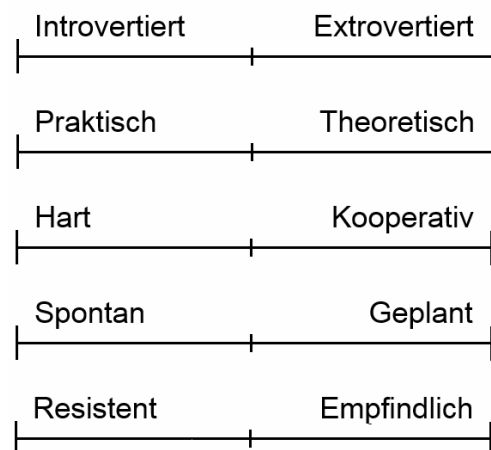 Introvertiert Extrovertiert
Praktisch Theoretisch
Hart Kooperativ
Spontan Geplant
Resistent Empfindlich